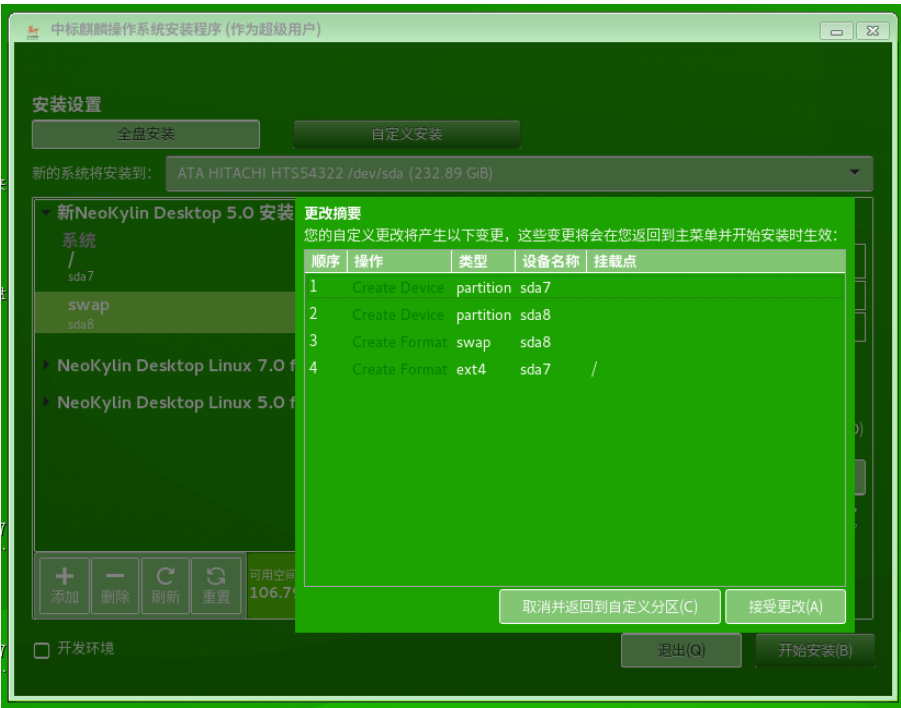 中标麒麟操作系统安装程序 (作为超级用户)
安装设置
全盘安装 自定义安装
新的系统将安装到: ATA HITACHI HTS54322 /dev/sda (232.89 GiB)
新NeoKylin Desktop 5.0 安装
系统
/
sda7
swap
sda8
NeoKylin Desktop Linux 7.0 f
NeoKylin Desktop Linux 5.0 f
更改摘要
您的自定义更改将产生以下变更，这些变更将会在您返回到主菜单并开始安装时生效：
顺序 操作 类型 设备名称 挂载点
1 Create Device partition sda7
2 Create Device partition sda8
3 Create Format swap sda8
4 Create Format ext4 sda7 /
取消并返回到自定义分区(C) 接受更改(A)
添加 删除 刷新 重置
可用空间
106.79
开发环境
退出(Q) 开始安装(B)